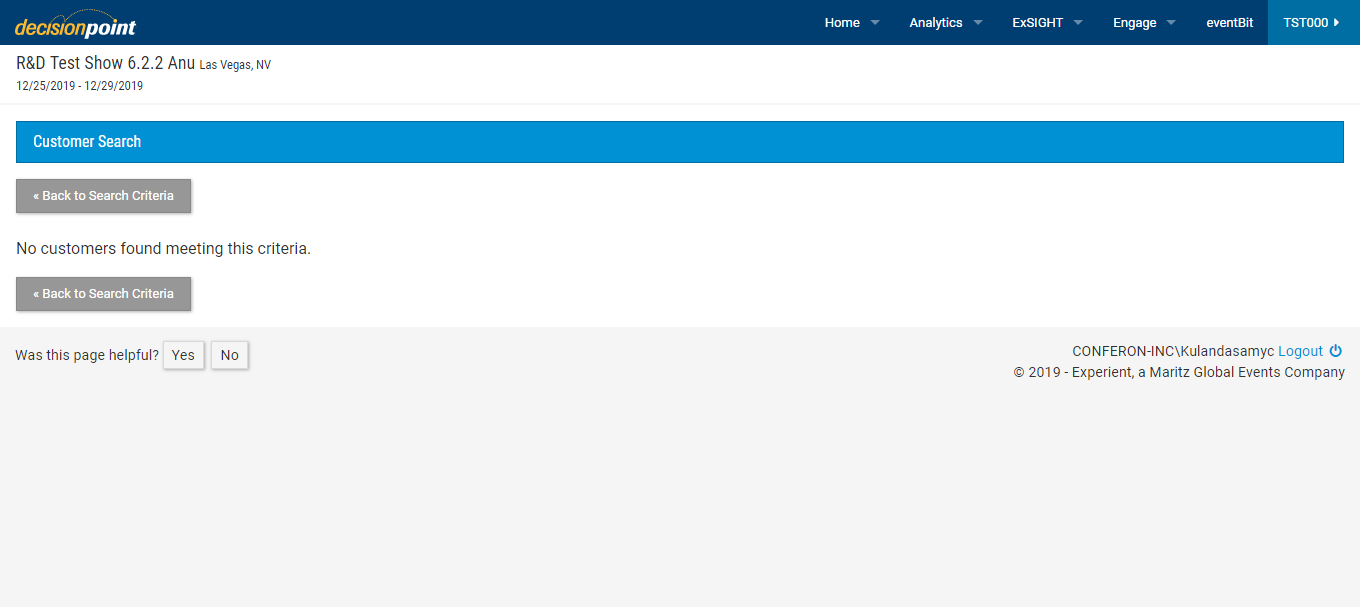 decisionpoint
Home Analytics ExSIGHT Engage eventBit TST000
R&D Test Show 6.2.2 Anu Las Vegas, NV
12/25/2019 - 12/29/2019
Customer Search
« Back to Search Criteria
No customers found meeting this criteria.
« Back to Search Criteria
Was this page helpful? Yes No
CONFERON-INC\Kulandasamyc Logout
© 2019 - Experient, a Maritz Global Events Company